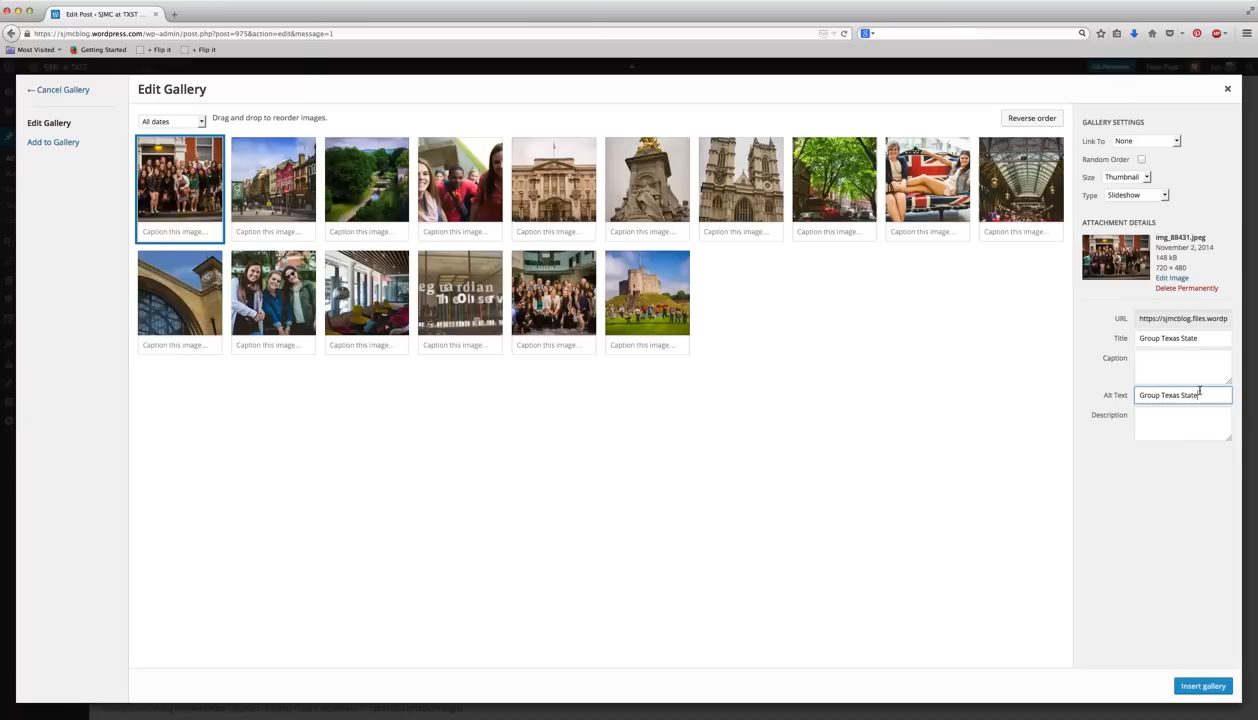 Edit Post ‹ SJMC at TXST ...
https://sjmcblog.wordpress.com/wp-admin/post.php?post=975&action=edit&message=1
Most Visited
Getting Started
+ Flip it
+ Flip it
SJMC at TXST
← Cancel Gallery
Edit Gallery
Add to Gallery
Edit Gallery
×
All dates
Drag and drop to reorder images.
Reverse order
Caption this image...
Caption this image...
Caption this image...
Caption this image...
Caption this image...
Caption this image...
Caption this image...
Caption this image...
Caption this image...
Caption this image...
eguardian
The Observ
Caption this image...
Caption this image...
Caption this image...
Caption this image...
Caption this image...
Caption this image...
GALLERY SETTINGS
Link To
None
Random Order
Size
Thumbnail
Type
Slideshow
ATTACHMENT DETAILS
img_88431.jpeg
November 2, 2014
148 kB
720 × 480
Edit Image
Delete Permanently
URL
https://sjmcblog.files.wordp
Title
Group Texas State
Caption
Alt Text
Group Texas State
Description
Insert gallery